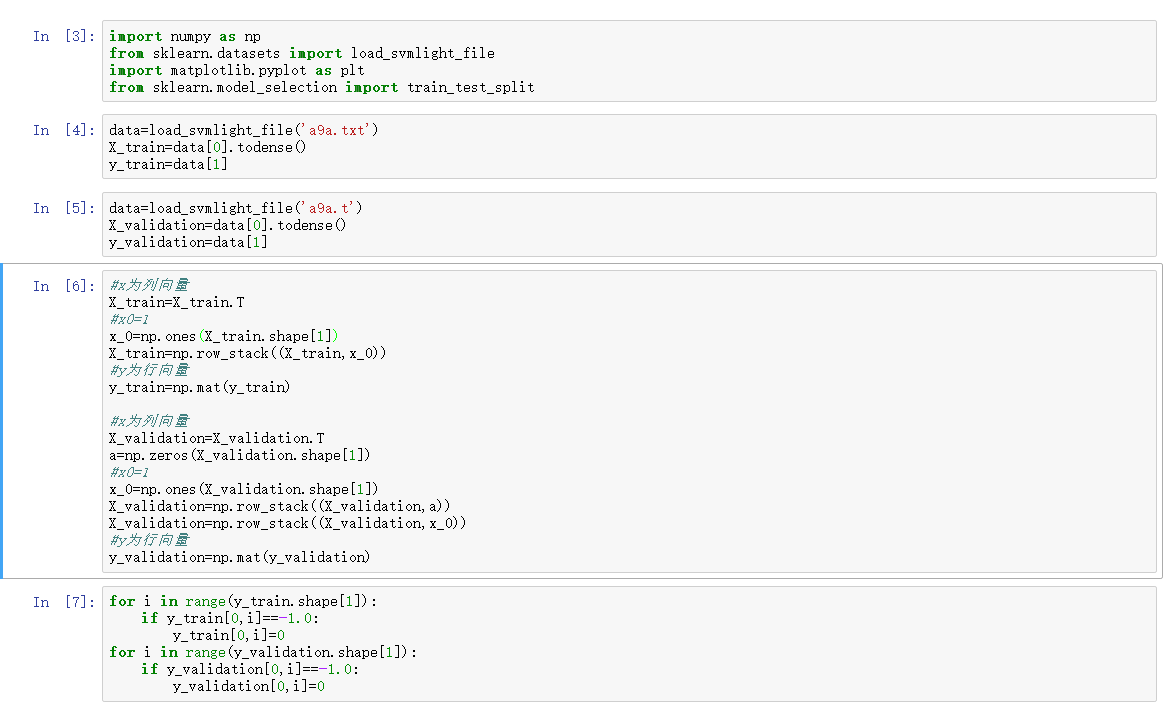 In [3]:
import numpy as np
from sklearn.datasets import load_svmlight_file
import matplotlib.pyplot as plt
from sklearn.model_selection import train_test_split
In [4]:
data=load_svmlight_file('a9a.txt')
X_train=data[0].todense()
y_train=data[1]
In [5]:
data=load_svmlight_file('a9a.t')
X_validation=data[0].todense()
y_validation=data[1]
In [6]:
#x为列向量
X_train=X_train.T
#x0=1
x_0=np.ones(X_train.shape[1])
X_train=np.row_stack((X_train,x_0))
#y为行向量
y_train=np.mat(y_train)
#x为列向量
X_validation=X_validation.T
a=np.zeros(X_validation.shape[1])
#x0=1
x_0=np.ones(X_validation.shape[1])
X_validation=np.row_stack((X_validation,a))
X_validation=np.row_stack((X_validation,x_0))
#y为行向量
y_validation=np.mat(y_validation)
In [7]:
for i in range(y_train.shape[1]):
    if y_train[0,i]==-1.0:
        y_train[0,i]=0
for i in range(y_validation.shape[1]):
    if y_validation[0,i]==-1.0:
        y_validation[0,i]=0